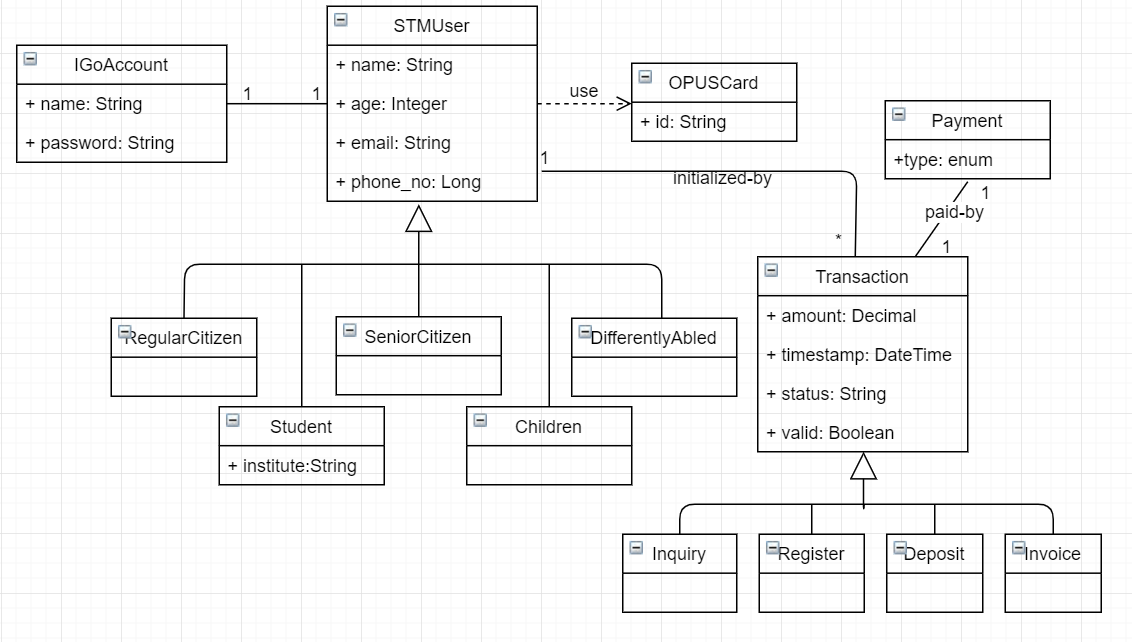 STMUser
+ name: String
+ age: Integer
+ email: String
+ phone_no: Long
IGoAccount
+ name: String
+ password: String
1
1
use
OPUSCard
+ id: String
1
initialized-by
*
Payment
+type: enum
1
paid-by
1
Transaction
+ amount: Decimal
+ timestamp: DateTime
+ status: String
+ valid: Boolean
RegularCitizen
SeniorCitizen
DifferentlyAbled
Student
+ institute:String
Children
Inquiry
Register
Deposit
Invoice